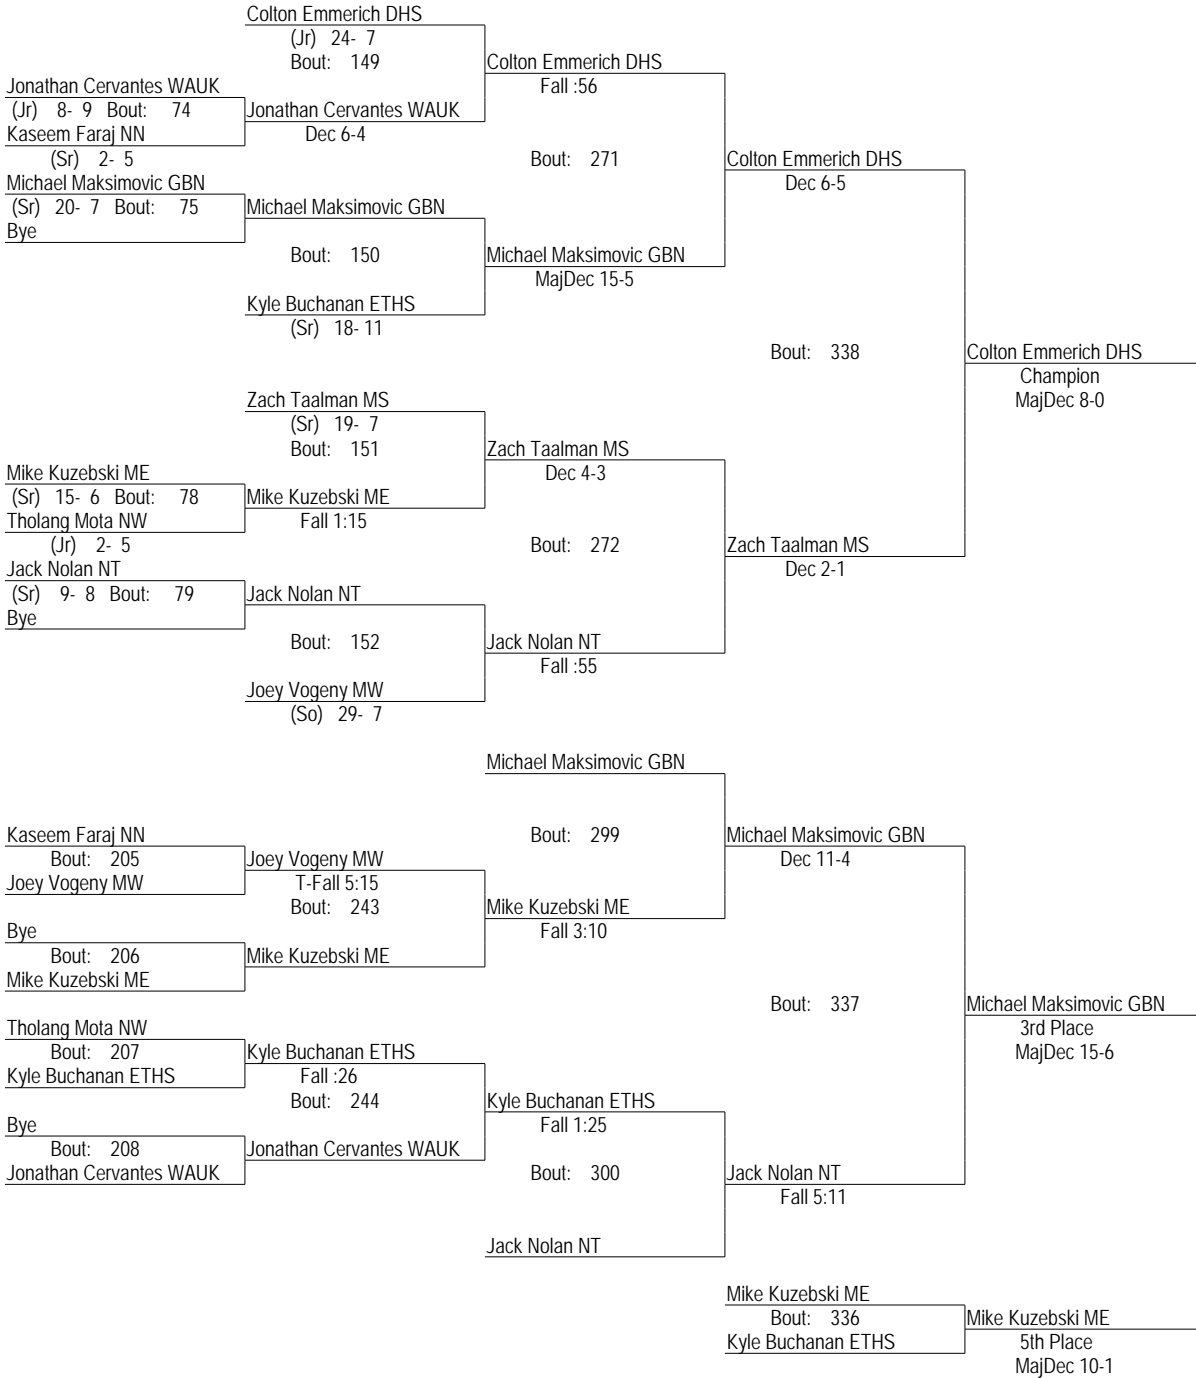 Colton Emmerich DHS
(Jr) 24- 7
Bout: 149
Colton Emmerich DHS
Fall :56
Jonathan Cervantes WAUK
(Jr) 8- 9 Bout: 74
Jonathan Cervantes WAUK
Dec 6-4
Kaseem Faraj NN
(Sr) 2- 5
Bout: 271
Colton Emmerich DHS
Dec 6-5
Michael Maksimovic GBN
(Sr) 20- 7 Bout: 75
Michael Maksimovic GBN
Bye
Bout: 150
Michael Maksimovic GBN
MajDec 15-5
Kyle Buchanan ETHS
(Sr) 18- 11
Bout: 338
Colton Emmerich DHS
Champion
MajDec 8-0
Zach Taalman MS
(Sr) 19- 7
Bout: 151
Zach Taalman MS
Dec 4-3
Mike Kuzebski ME
(Sr) 15- 6 Bout: 78
Mike Kuzebski ME
Fall 1:15
Tholang Mota NW
(Jr) 2- 5
Bout: 272
Zach Taalman MS
Dec 2-1
Jack Nolan NT
(Sr) 9- 8 Bout: 79
Jack Nolan NT
Bye
Bout: 152
Jack Nolan NT
Fall :55
Joey Vogeny MW
(So) 29- 7
Michael Maksimovic GBN
Bout: 299
Michael Maksimovic GBN
Dec 11-4
Kaseem Faraj NN
Bout: 205
Joey Vogeny MW
Joey Vogeny MW
T-Fall 5:15
Bout: 243
Mike Kuzebski ME
Fall 3:10
Bye
Bout: 206
Mike Kuzebski ME
Mike Kuzebski ME
Bout: 337
Michael Maksimovic GBN
3rd Place
MajDec 15-6
Tholang Mota NW
Bout: 207
Kyle Buchanan ETHS
Kyle Buchanan ETHS
Fall :26
Bout: 244
Kyle Buchanan ETHS
Fall 1:25
Bye
Bout: 208
Jonathan Cervantes WAUK
Jonathan Cervantes WAUK
Bout: 300
Jack Nolan NT
Fall 5:11
Jack Nolan NT
Mike Kuzebski ME
Bout: 336
Kyle Buchanan ETHS
Mike Kuzebski ME
5th Place
MajDec 10-1